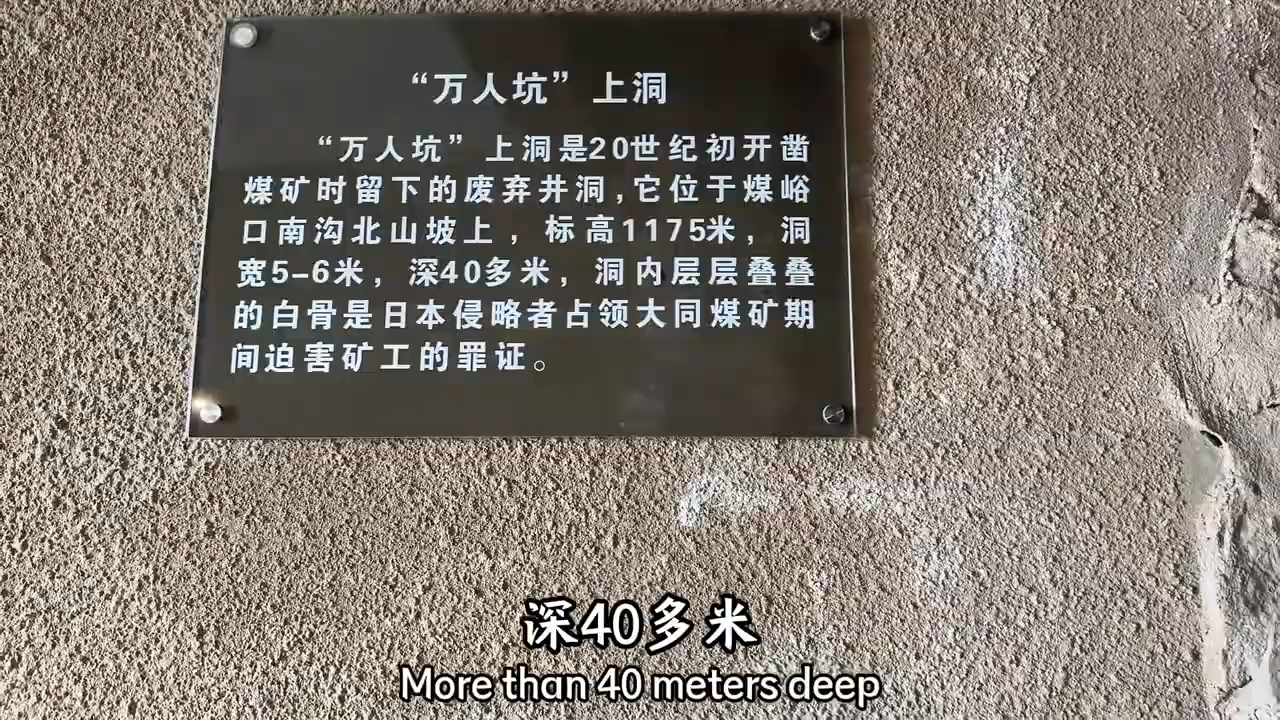 “万人坑”上洞
“万人坑”上洞是20世纪初开凿
煤矿时留下的废弃井洞，它位于煤峪
口南沟北山坡上，标高1175米，洞
宽5-6米，深40多米，洞内层层叠叠
的白骨是日本侵略者占领大同煤矿期
间迫害矿工的罪证。
深40多米
More than 40 meters deep